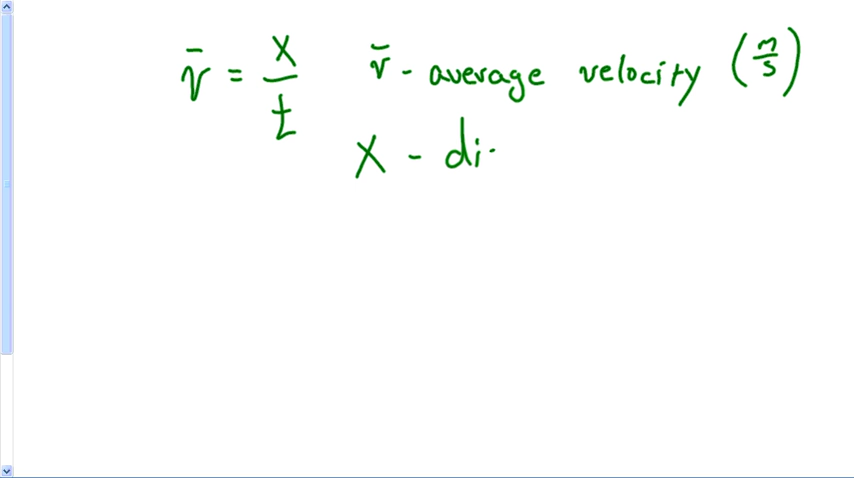 v̄ = x/t v̄ - average velocity (m/s)
x - di